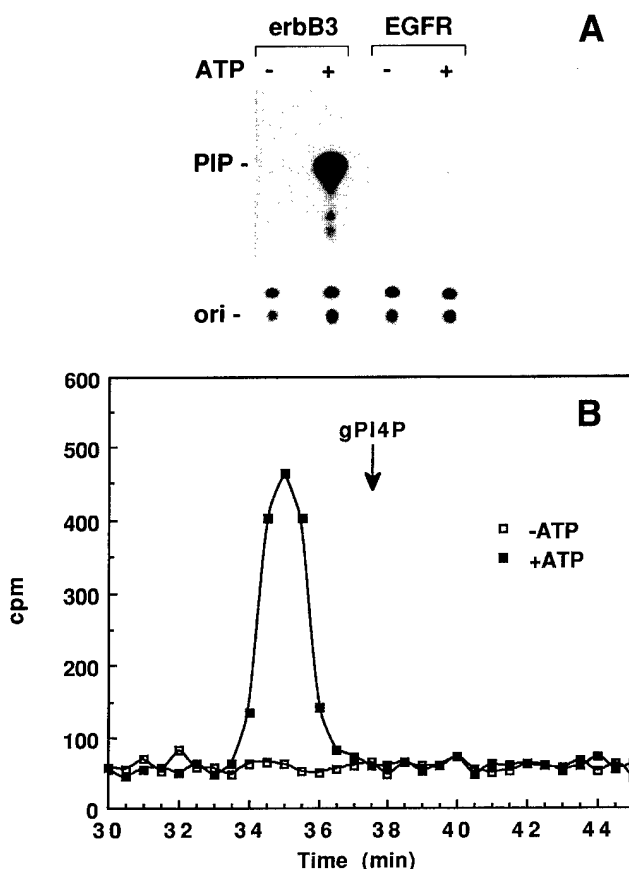 erbB3 EGFR A
ATP - + - +
PIP -
ori -
600
B
gPI4P
500
-ATP
+ATP
400
cpm
300
200
100
0
30 32 34 36 38 40 42 44
Time (min)